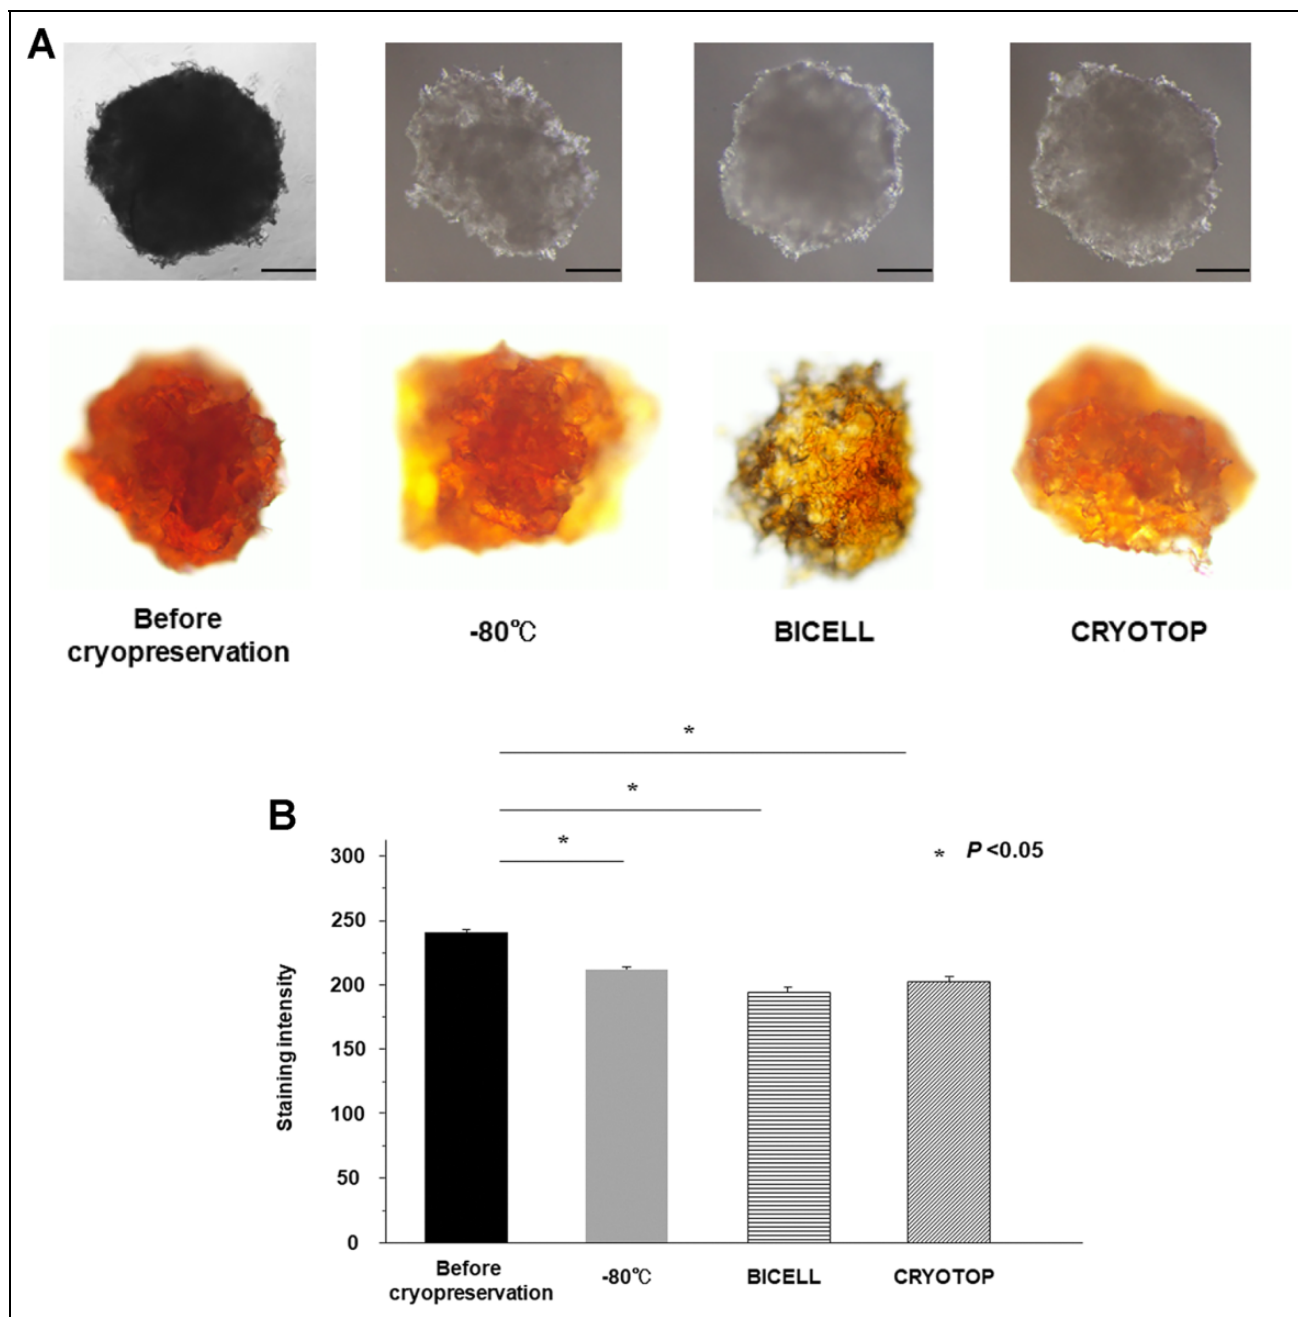 A
Before
cryopreservation
-80℃
BICELL
CRYOTOP
*
*
B
*
* P <0.05
300
250
200
150
100
50
0
Staining intensity
Before
cryopreservation
-80℃
BICELL
CRYOTOP